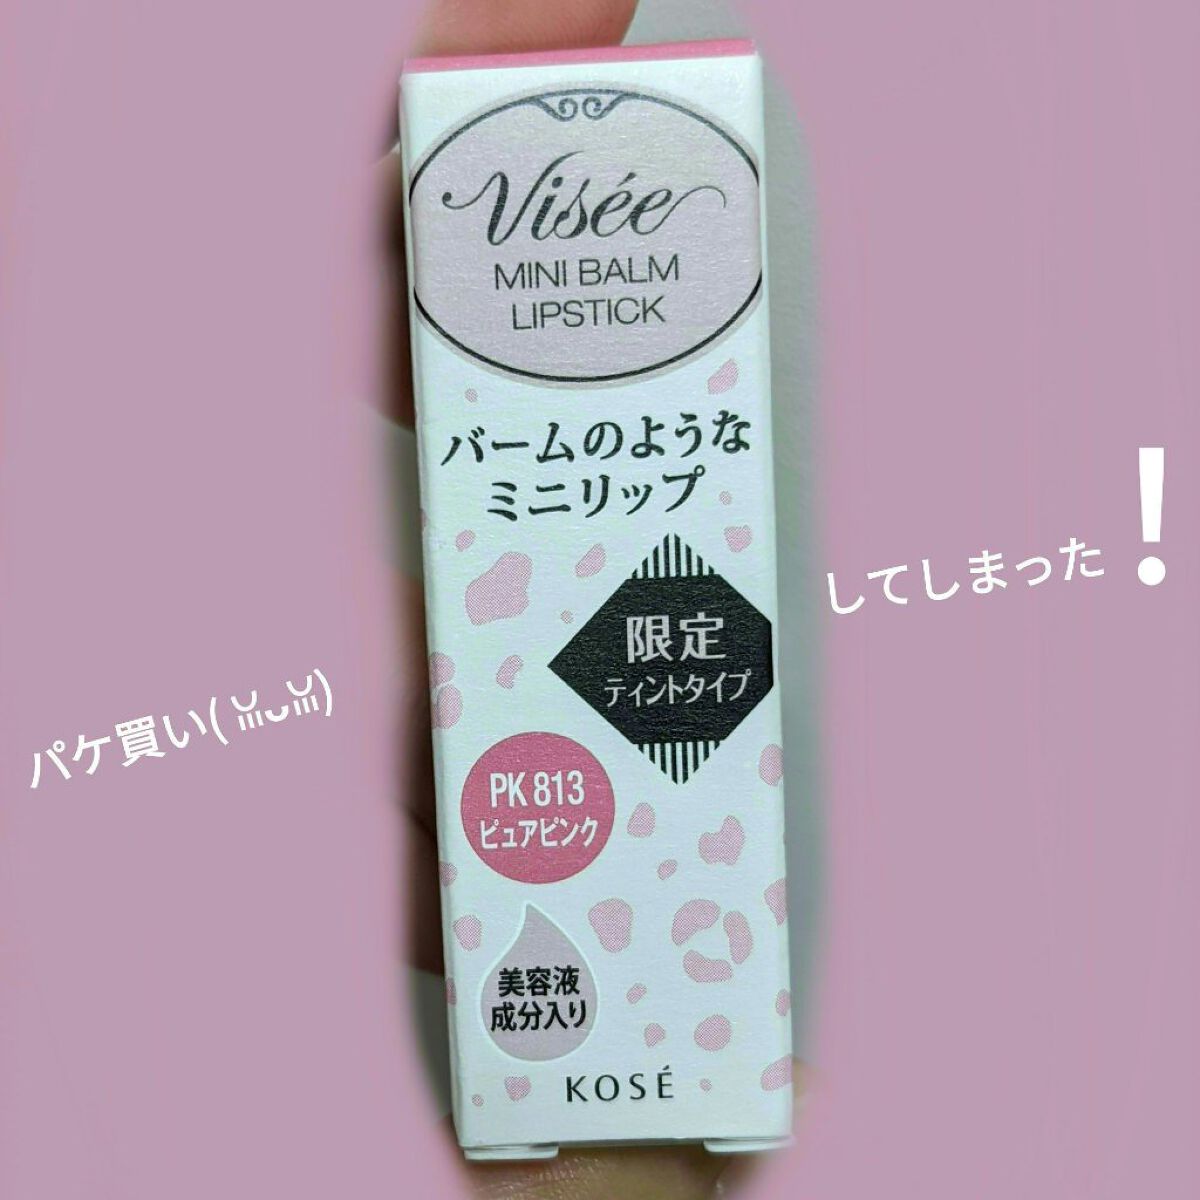 Visée
MINI BALM
LIPSTICK
バームのような
ミニリップ
限定
ティントタイプ
PK 813
ピュアピンク
美容液
成分入り
KOSÉ
パケ買い( ⩌⩊⩌)
してしまった❕